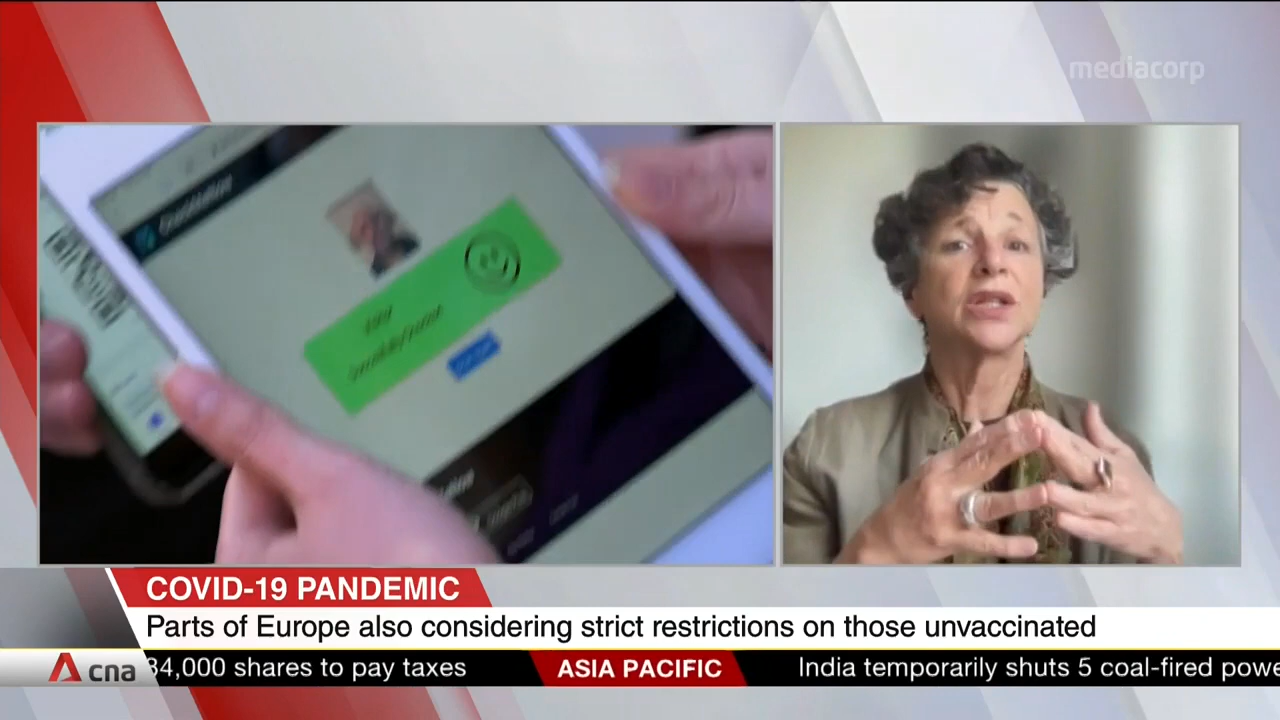 mediacorp
COVID-19 PANDEMIC
Parts of Europe also considering strict restrictions on those unvaccinated
cna
34,000 shares to pay taxes
ASIA PACIFIC
India temporarily shuts 5 coal-fired powe